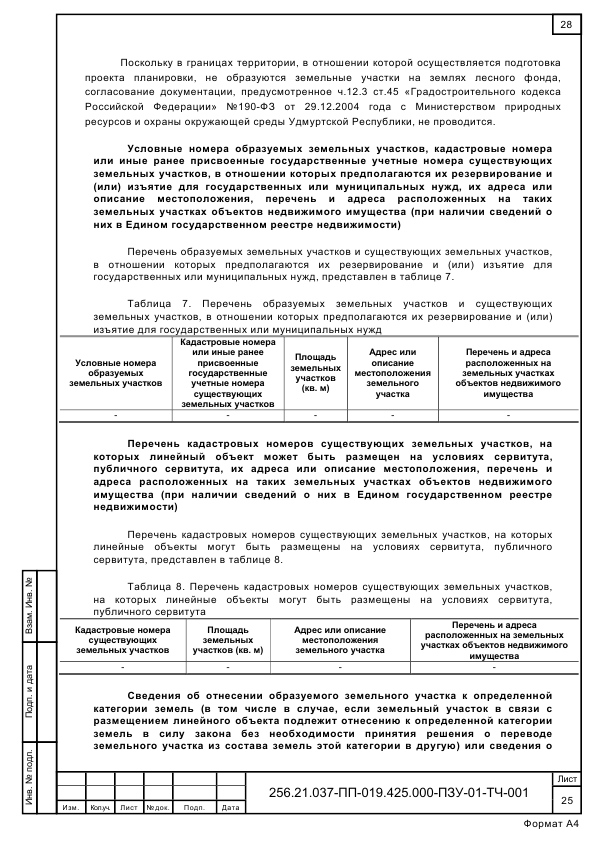 28
Поскольку в границах территории, в отношении которой осуществляется подготовка
проекта планировки, не образуются земельные участки на землях лесного фонда,
согласование документации, предусмотренное ч.12.3 ст.45 «Градостроительного кодекса
Российской Федерации» №190-ФЗ от 29.12.2004 года с Министерством природных
ресурсов и охраны окружающей среды Удмуртской Республики, не проводится.
Условные номера образуемых земельных участков, кадастровые номера
или иные ранее присвоенные государственные учетные номера существующих
земельных участков, в отношении которых предполагаются их резервирование и
(или) изъятие для государственных или муниципальных нужд, их адреса или
описание местоположения, перечень и адреса расположенных на таких
земельных участках объектов недвижимого имущества (при наличии сведений о
них в Едином государственном реестре недвижимости)
Перечень образуемых земельных участков и существующих земельных участков,
в отношении которых предполагаются их резервирование и (или) изъятие для
государственных или муниципальных нужд, представлен в таблице 7.
Таблица 7. Перечень образуемых земельных участков и существующих
земельных участков, в отношении которых предполагаются их резервирование и (или)
изъятие для государственных или муниципальных нужд
Условные номера
образуемых
земельных участков
Кадастровые номера
или иные ранее
присвоенные
государственные
учетные номера
существующих
земельных участков
Площадь
земельных
участков
(кв. м)
Адрес или
описание
местоположения
земельного
участка
Перечень и адреса
расположенных на
земельных участках
объектов недвижимого
имущества
- - - - -
Перечень кадастровых номеров существующих земельных участков, на
которых линейный объект может быть размещен на условиях сервитута,
публичного сервитута, их адреса или описание местоположения, перечень и
адреса расположенных на таких земельных участках объектов недвижимого
имущества (при наличии сведений о них в Едином государственном реестре
недвижимости)
Перечень кадастровых номеров существующих земельных участков, на которых
линейные объекты могут быть размещены на условиях сервитута, публичного
сервитута, представлен в таблице 8.
Таблица 8. Перечень кадастровых номеров существующих земельных участков,
на которых линейные объекты могут быть размещены на условиях сервитута,
публичного сервитута
Кадастровые номера
существующих
земельных участков
Площадь
земельных
участков (кв. м)
Адрес или описание
местоположения
земельного участка
Перечень и адреса
расположенных на земельных
участках объектов недвижимого
имущества
- - - -
Сведения об отнесении образуемого земельного участка к определенной
категории земель (в том числе в случае, если земельный участок в связи с
размещением линейного объекта подлежит отнесению к определенной категории
земель в силу закона без необходимости принятия решения о переводе
земельного участка из состава земель этой категории в другую) или сведения о
Взам. Инв. №
Подп. и дата
Инв. № подл.
Изм. Кол.уч. Лист №док. Подп. Дата
256.21.037-ПП-019.425.000-ПЗУ-01-ТЧ-001
Лист
25
Формат А4